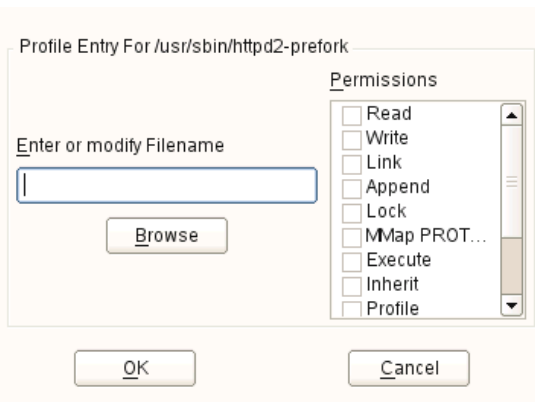 Profile Entry For /usr/sbin/httpd2-prefork
Enter or modify Filename
Browse
Permissions
Read
Write
Link
Append
Lock
MMap PROT...
Execute
Inherit
Profile
OK
Cancel